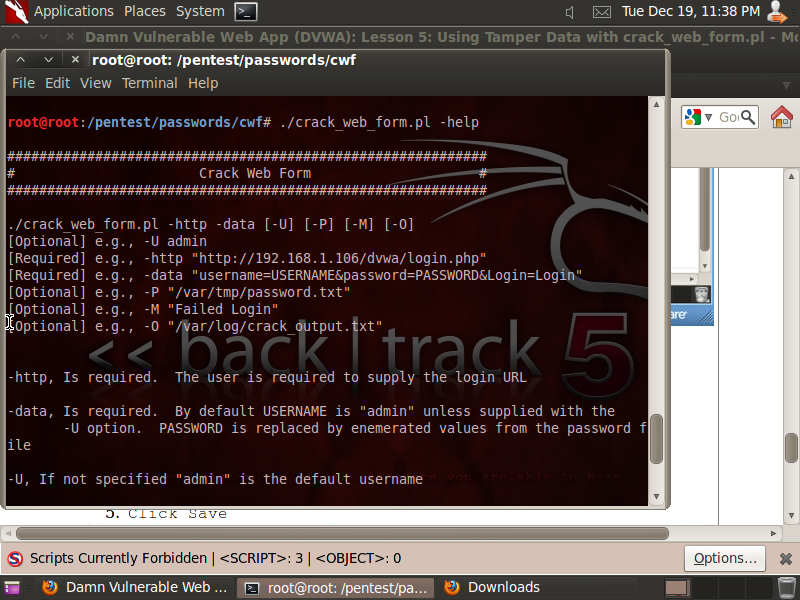 Applications Places System
Tue Dec 19, 11:38 PM
Damn Vulnerable Web App (DVWA): Lesson 5: Using Tamper Data with crack_web_form.pl - Mo
root@root: /pentest/passwords/cwf
File Edit View Terminal Help
root@root:/pentest/passwords/cwf# ./crack_web_form.pl -help
############################################################
# Crack Web Form #
############################################################
./crack_web_form.pl -http -data [-U] [-P] [-M] [-O]
[Optional] e.g., -U admin
[Required] e.g., -http "http://192.168.1.106/dvwa/login.php"
[Required] e.g., -data "username=USERNAME&password=PASSWORD&Login=Login"
[Optional] e.g., -P "/var/tmp/password.txt"
[Optional] e.g., -M "Failed Login"
[Optional] e.g., -O "/var/log/crack_output.txt"
<< back | track 5
-http, Is required. The user is required to supply the login URL
-data, Is required. By default USERNAME is "admin" unless supplied with the
-U option. PASSWORD is replaced by enemerated values from the password f
ile
-U, If not specified "admin" is the default username
Goo
are'
5. Click Save
Scripts Currently Forbidden | <SCRIPT>: 3 | <OBJECT>: 0
Options...
Damn Vulnerable Web ...
root@root: /pentest/pa...
Downloads